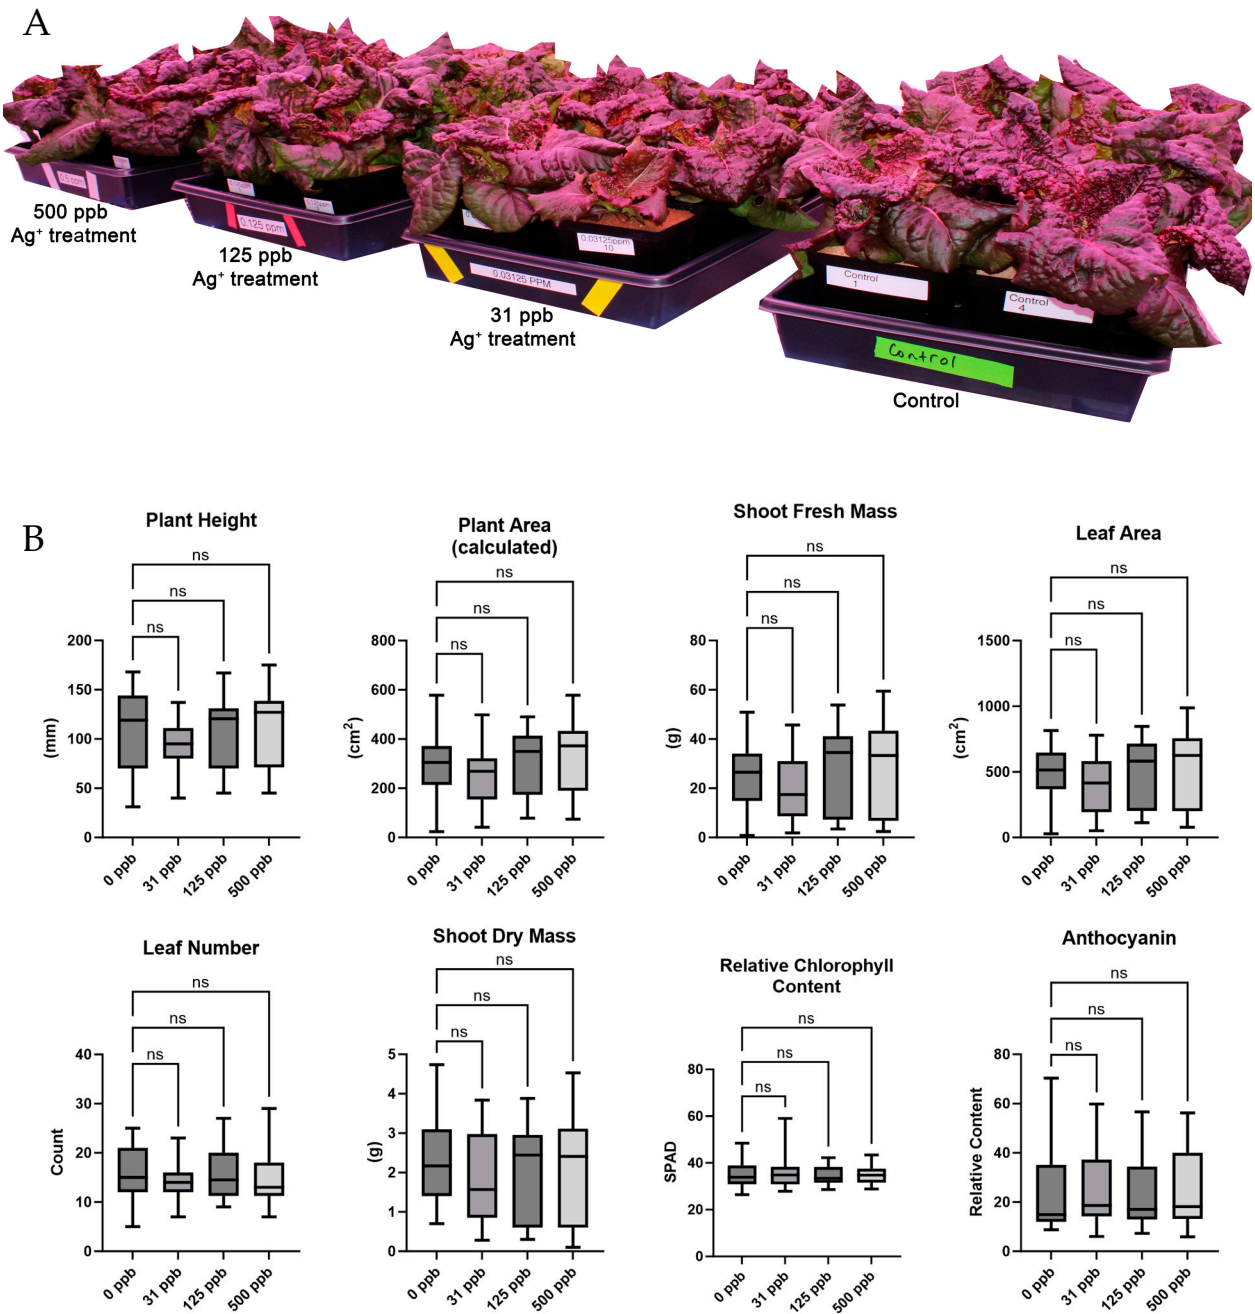 A
0.5 ppm
500 ppb
Ag⁺ treatment
0.125 ppm
125 ppb
Ag⁺ treatment
0.03125ppm
10
0.03125 PPM
31 ppb
Ag⁺ treatment
Control
1
Control
4
Control
Control
B
Plant Height
ns
ns
ns
200
150
100
50
0
(mm)
0 ppb
31 ppb
125 ppb
500 ppb
Plant Area
(calculated)
ns
ns
ns
800
600
400
200
0
(cm²)
0 ppb
31 ppb
125 ppb
500 ppb
Shoot Fresh Mass
ns
ns
ns
80
60
40
20
0
(g)
0 ppb
31 ppb
125 ppb
500 ppb
Leaf Area
ns
ns
ns
1500
1000
500
0
(cm²)
0 ppb
31 ppb
125 ppb
500 ppb
Leaf Number
ns
ns
ns
40
30
20
10
0
Count
0 ppb
31 ppb
125 ppb
500 ppb
Shoot Dry Mass
ns
ns
ns
5
4
3
2
1
0
(g)
0 ppb
31 ppb
125 ppb
500 ppb
Relative Chlorophyll
Content
ns
ns
ns
80
60
40
20
0
SPAD
0 ppb
31 ppb
125 ppb
500 ppb
Anthocyanin
ns
ns
ns
80
60
40
20
0
Relative Content
0 ppb
31 ppb
125 ppb
500 ppb